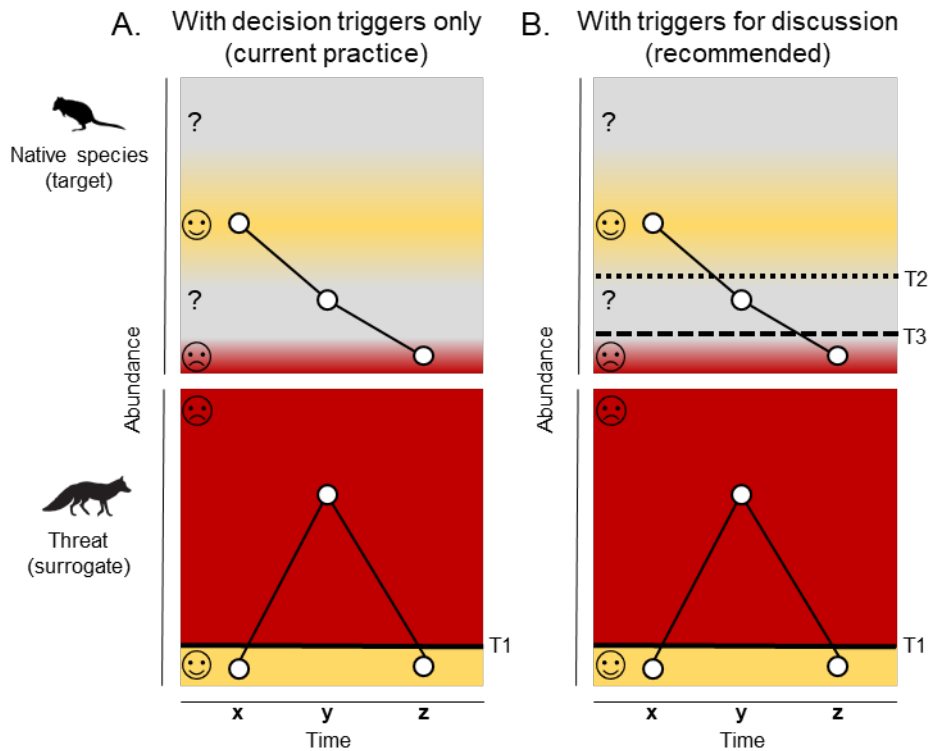 A.
With decision triggers only
(current practice)
B.
With triggers for discussion
(recommended)
Native species
(target)
Threat
(surrogate)
Abundance
?
?
T1
x y z
Time
Abundance
?
?
T2
T3
T1
x y z
Time